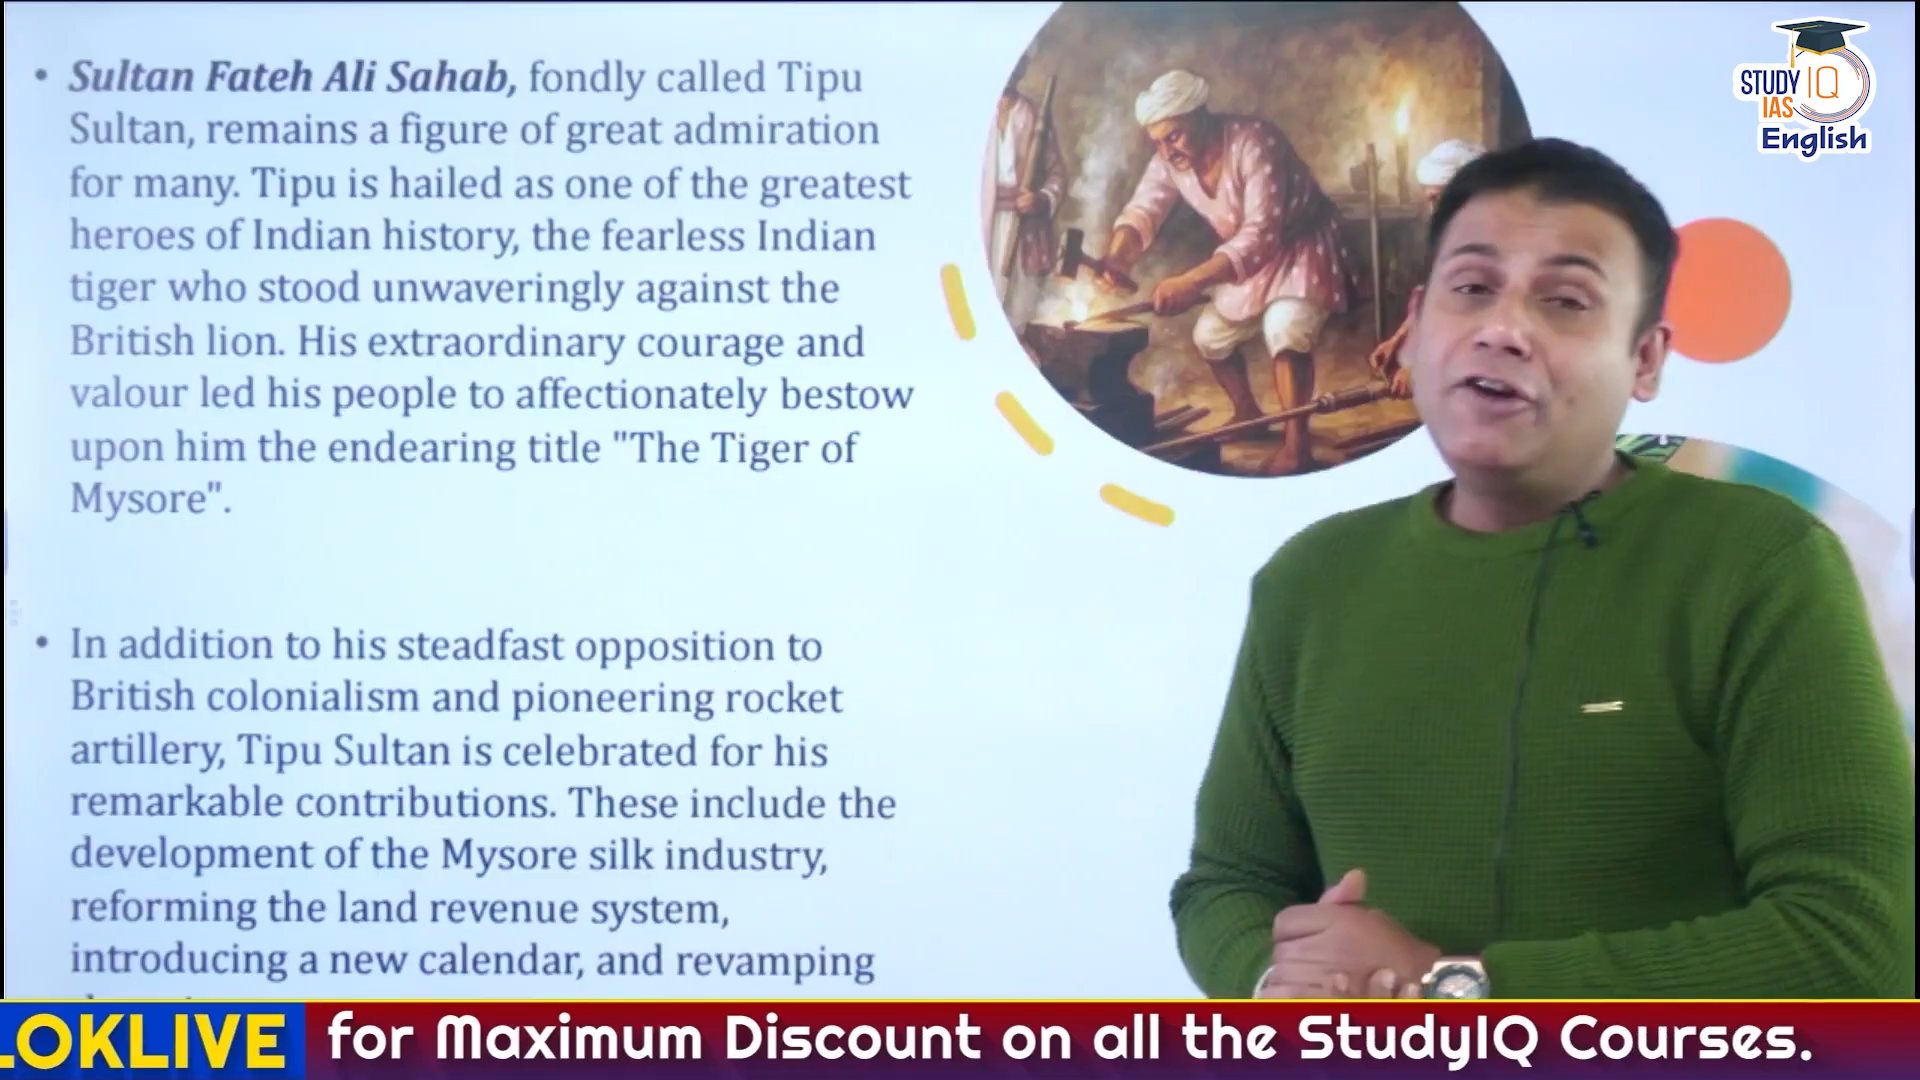 • Sultan Fateh Ali Sahab, fondly called Tipu
Sultan, remains a figure of great admiration
for many. Tipu is hailed as one of the greatest
heroes of Indian history, the fearless Indian
tiger who stood unwaveringly against the
British lion. His extraordinary courage and
valour led his people to affectionately bestow
upon him the endearing title "The Tiger of
Mysore".
• In addition to his steadfast opposition to
British colonialism and pioneering rocket
artillery, Tipu Sultan is celebrated for his
remarkable contributions. These include the
development of the Mysore silk industry,
reforming the land revenue system,
introducing a new calendar, and revamping
STUDY IQ
IAS
English
LOKLIVE for Maximum Discount on all the StudyIQ Courses.